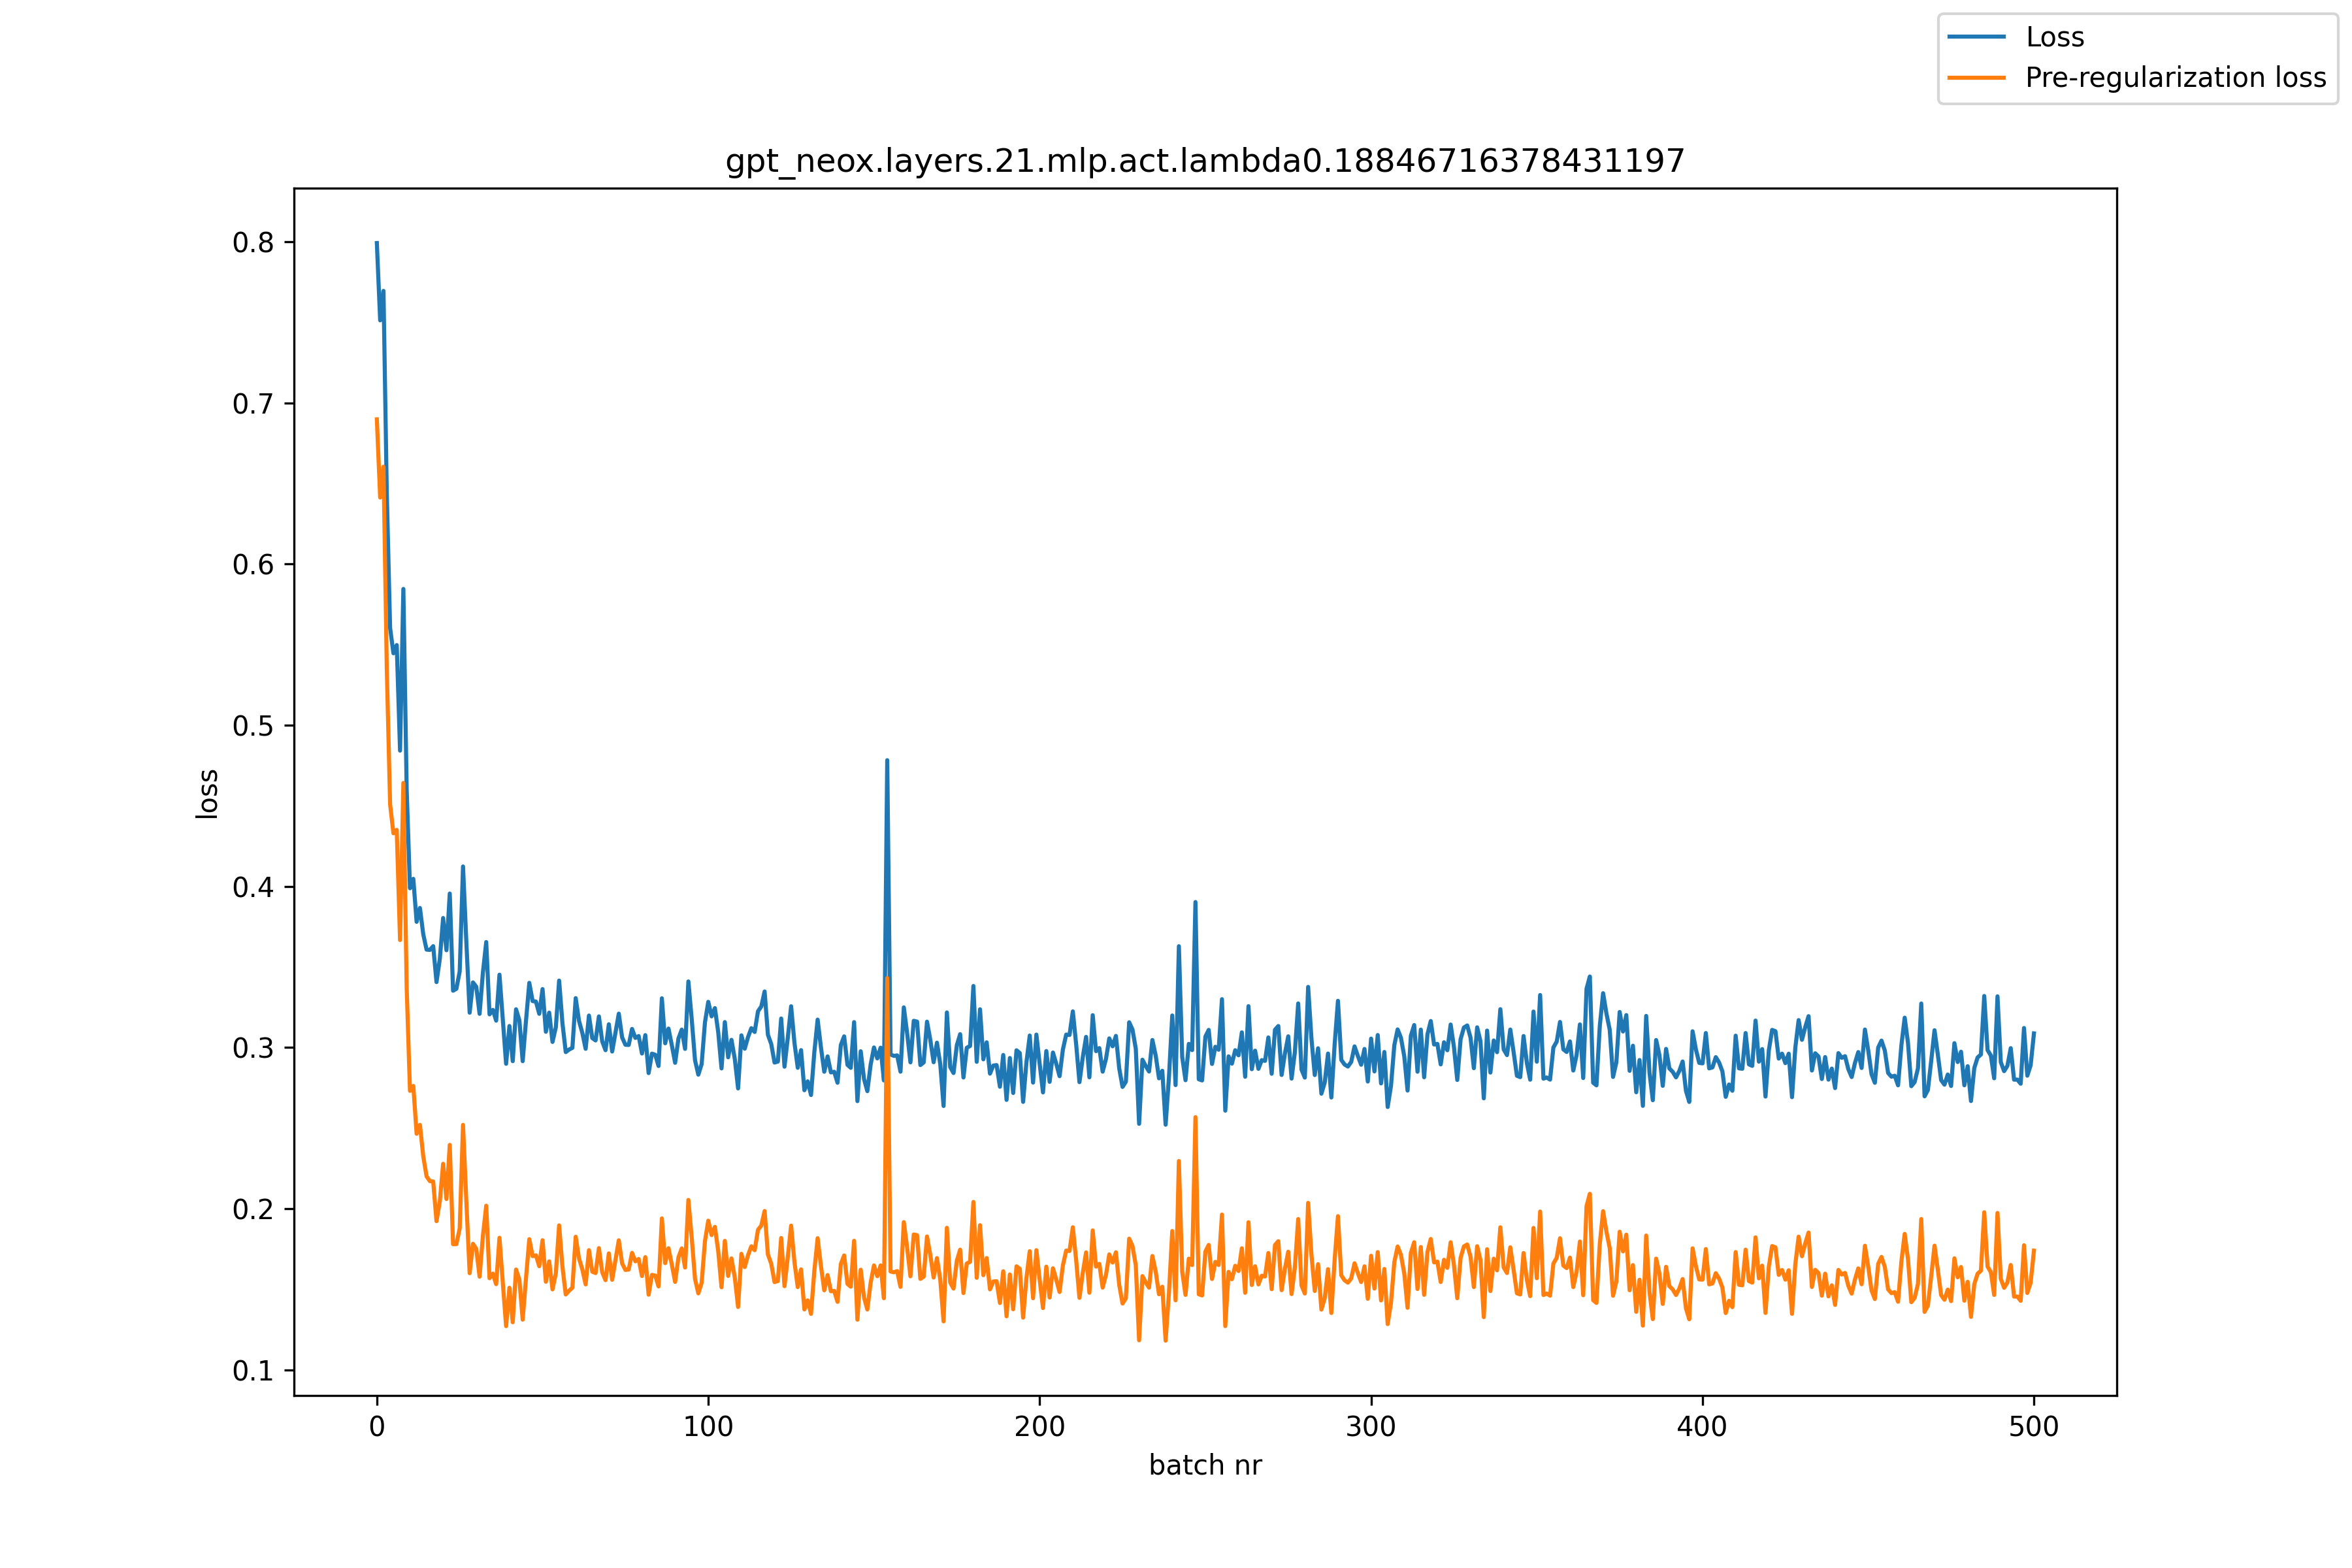 Loss
Pre-regularization loss
gpt_neox.layers.21.mlp.act.lambda0.18846716378431197
0.8
0.7
0.6
0.5
0.4
0.3
0.2
0.1
loss
0 100 200 300 400 500
batch nr